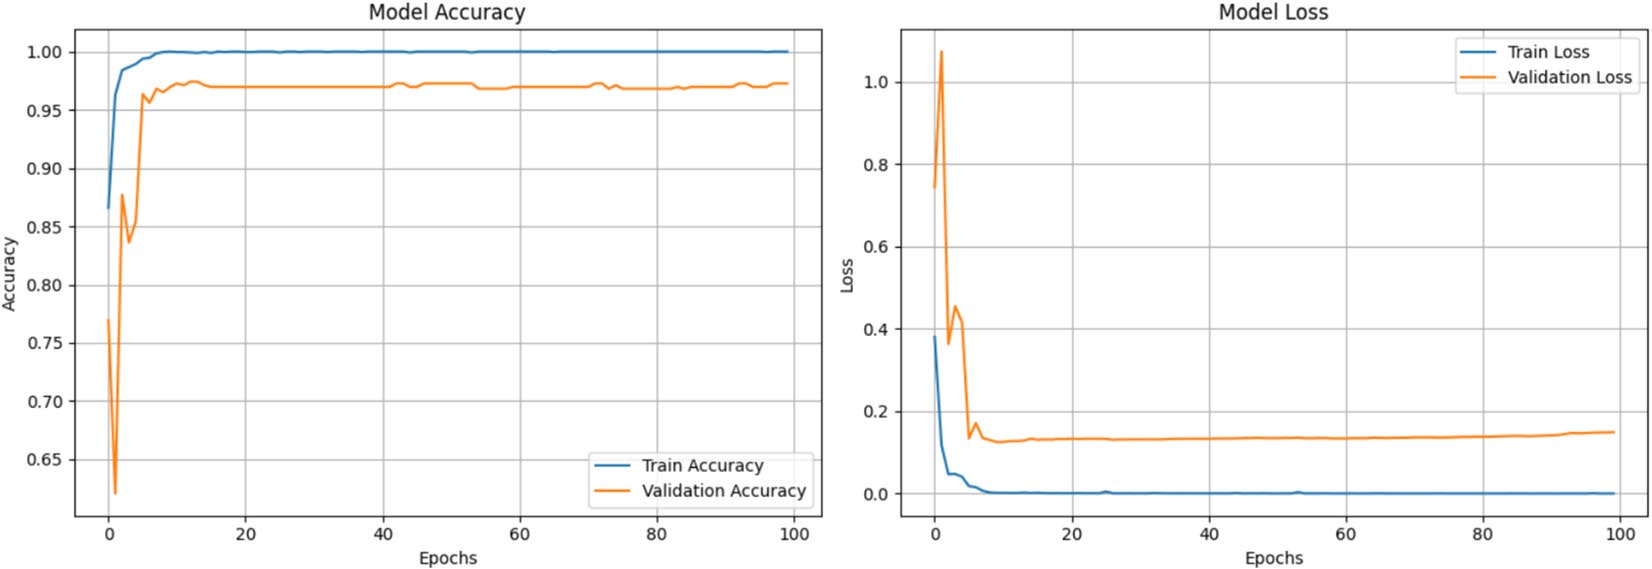 Model Accuracy
1.00
0.95
0.90
0.85
0.80
0.75
0.70
0.65
Accuracy
0 20 40 60 80 100
Epochs
Train Accuracy
Validation Accuracy
Model Loss
1.0
0.8
0.6
0.4
0.2
0.0
Loss
0 20 40 60 80 100
Epochs
Train Loss
Validation Loss